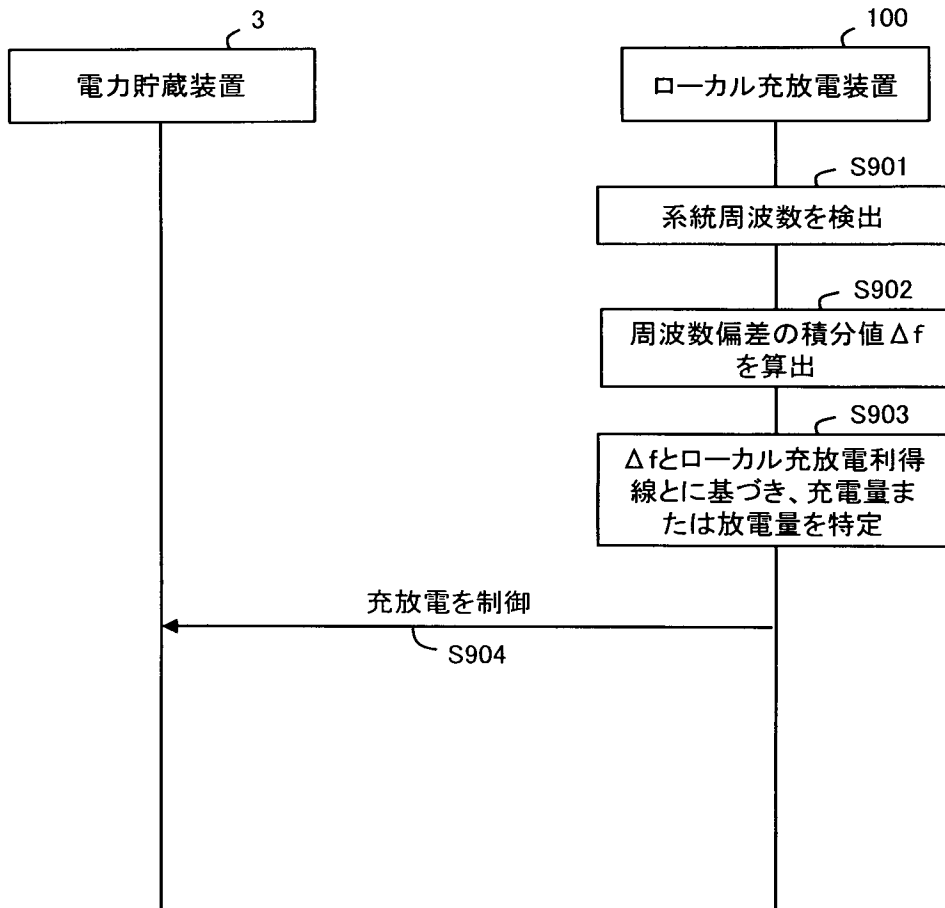 3
100
電力貯蔵装置
ローカル充放電装置
S901
系統周波数を検出
S902
周波数偏差の積分値Δf
を算出
S903
Δfとローカル充放電利得
線とに基づき、充電量ま
たは放電量を特定
充放電を制御
S904